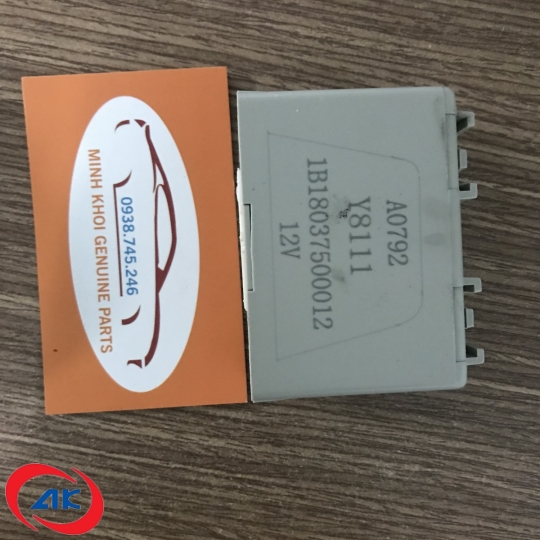 MINH KHOI GENUINE PARTS
0938.745.246
A0792
Y8111
1B18037500012
12V
AK